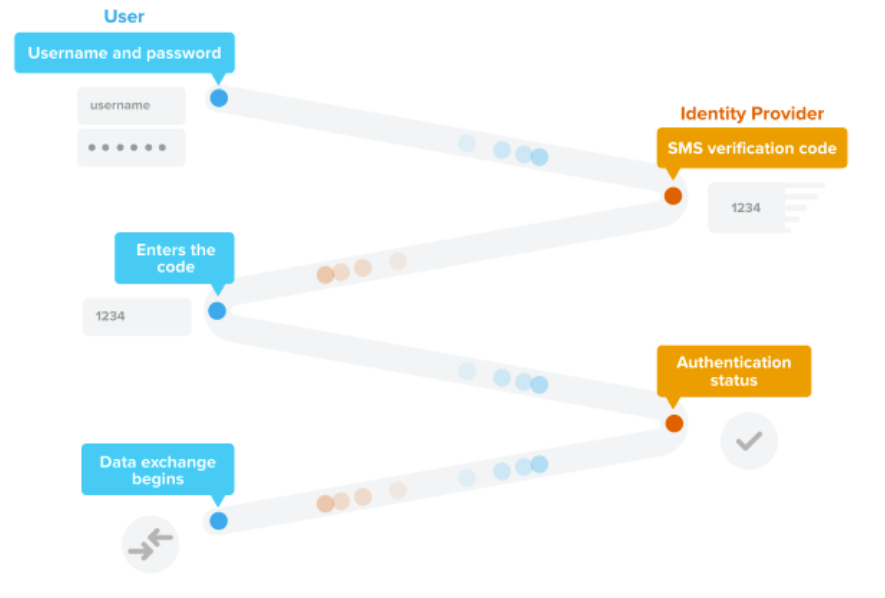 User
Username and password
username
Identity Provider
SMS verification code
1234
Enters the
code
1234
Authentication
status
Data exchange
begins